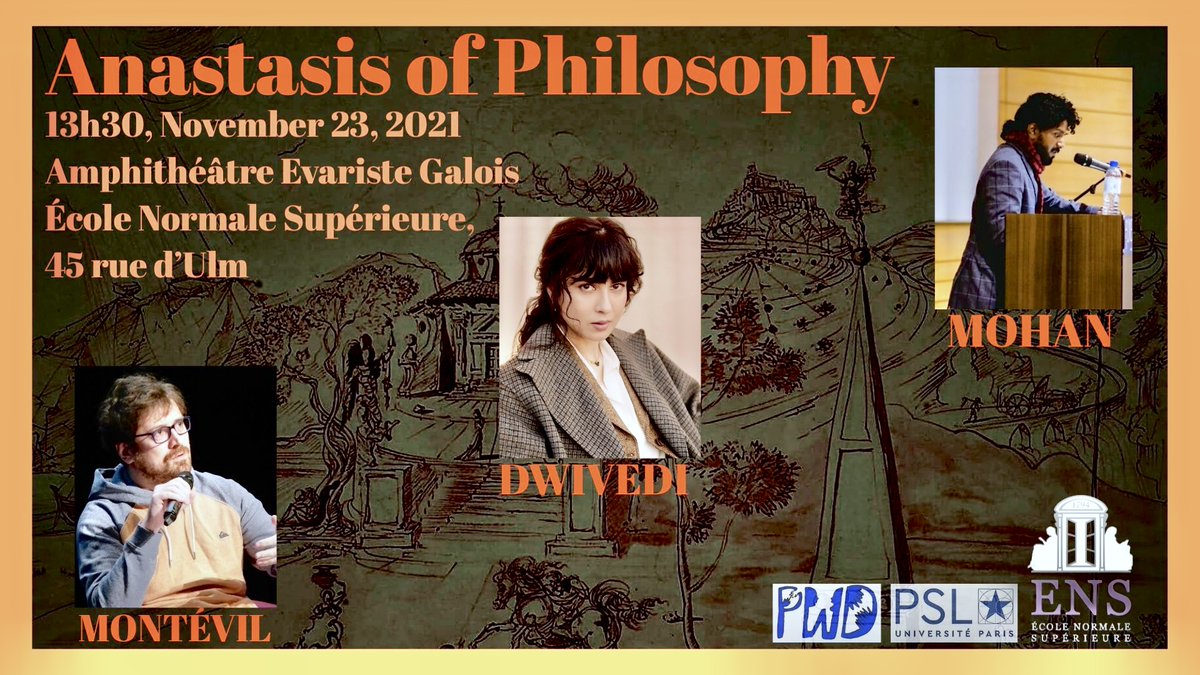 Anastasis of Philosophy
13h30, November 23, 2021
Amphithéâtre Evariste Galois
École Normale Supérieure,
45 rue d'Ulm
MOHAN
DWIVEDI
MONTÉVIL
PWD
PSL
UNIVERSITÉ PARIS
1794
ENS
ÉCOLE NORMALE
SUPÉRIEURE